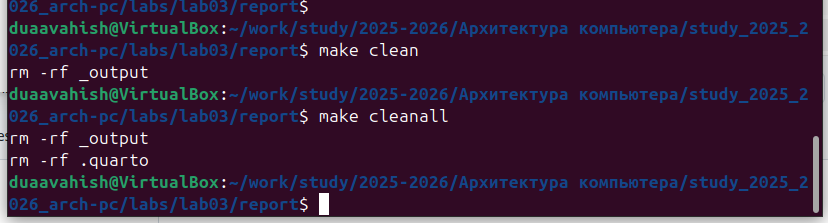 026_arch-pc/labs/lab03/report$
duaavahish@VirtualBox:~/work/study/2025-2026/Архитектура компьютера/study_2025_2
026_arch-pc/labs/lab03/report$ make clean
rm -rf _output
duaavahish@VirtualBox:~/work/study/2025-2026/Архитектура компьютера/study_2025_2
026_arch-pc/labs/lab03/report$ make cleanall
rm -rf _output
rm -rf .quarto
duaavahish@VirtualBox:~/work/study/2025-2026/Архитектура компьютера/study_2025_2
026_arch-pc/labs/lab03/report$